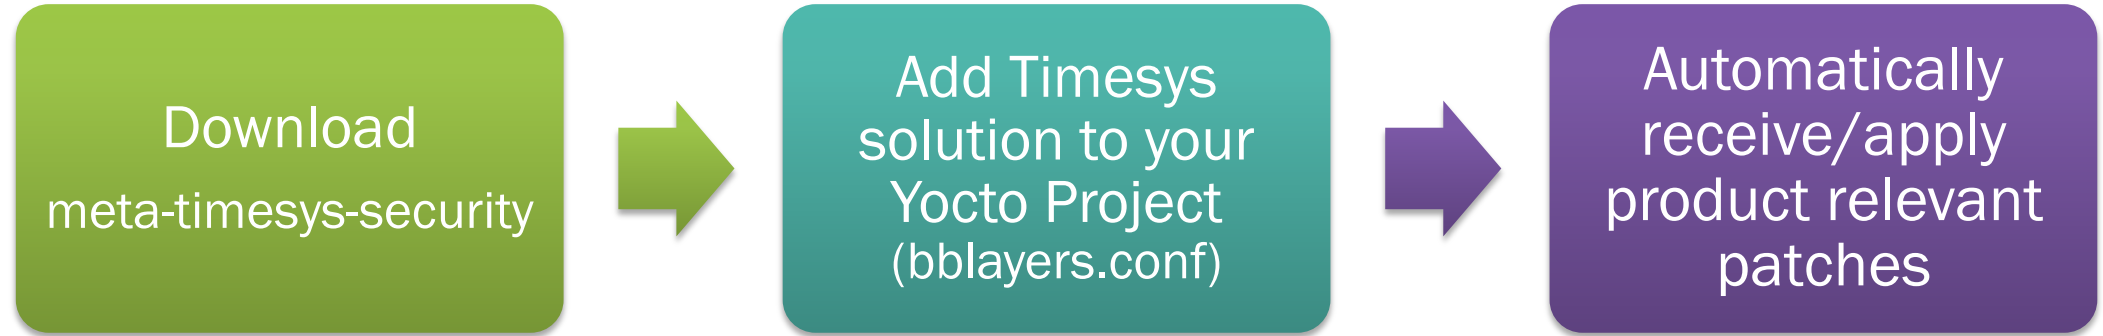 Download
meta-timesys-security
Add Timesys
solution to your
Yocto Project
(bblayers.conf)
Automatically
receive/apply
product relevant
patches